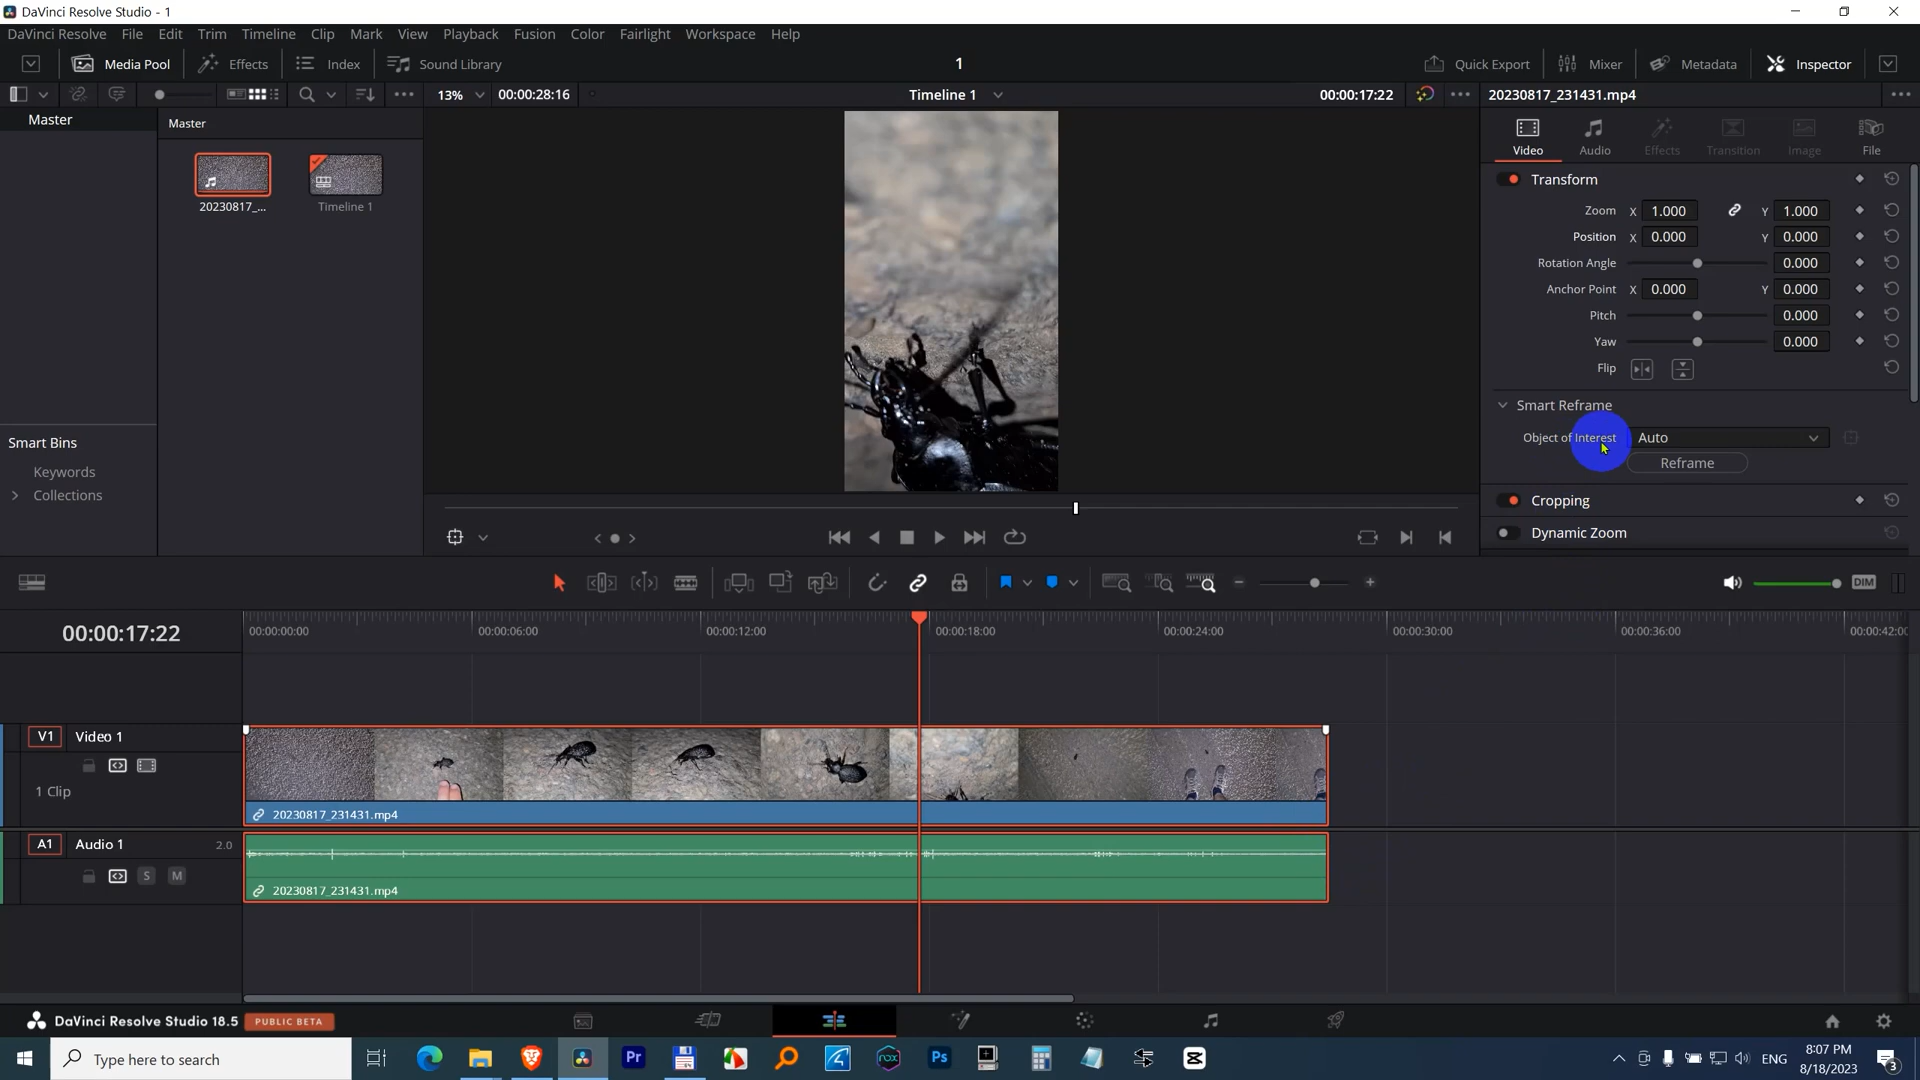 DaVinci Resolve Studio - 1
DaVinci Resolve File Edit Trim Timeline Clip Mark View Playback Fusion Color Fairlight Workspace Help
Media Pool Effects Index Sound Library 1 Quick Export Mixer Metadata Inspector
13% 00:00:28:16 Timeline 1 00:00:17:22 20230817_231431.mp4
Master
Master
Video Audio Effects Transition Image File
20230817_... Timeline 1
Transform
Zoom X 1.000 Y 1.000
Position X 0.000 Y 0.000
Rotation Angle 0.000
Anchor Point X 0.000 Y 0.000
Pitch 0.000
Yaw 0.000
Flip
Smart Reframe
Object of Interest Auto
Reframe
Smart Bins
Keywords
Collections
Cropping
Dynamic Zoom
DIM
00:00:17:22
00:00:00:00 00:00:06:00 00:00:12:00 00:00:18:00 00:00:24:00 00:00:30:00 00:00:36:00 00:00:42:00
V1 Video 1
1 Clip
20230817_231431.mp4
A1 Audio 1 2.0
S M
20230817_231431.mp4
DaVinci Resolve Studio 18.5 PUBLIC BETA
Type here to search
Pr Ps nox
ENG
8:07 PM
8/18/2023
3